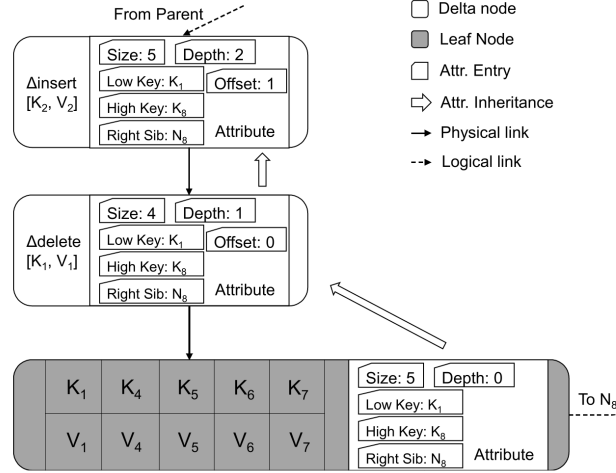 From Parent
Δinsert
[K₂, V₂]
Size: 5
Depth: 2
Low Key: K₁
Offset: 1
High Key: K₈
Right Sib: N₈
Attribute
Δdelete
[K₁, V₁]
Size: 4
Depth: 1
Low Key: K₁
Offset: 0
High Key: K₈
Right Sib: N₈
Attribute
K₁ K₄ K₅ K₆ K₇
V₁ V₄ V₅ V₆ V₇
Size: 5
Depth: 0
Low Key: K₁
High Key: K₈
Right Sib: N₈
Attribute
To N₈
Delta node
Leaf Node
Attr. Entry
Attr. Inheritance
Physical link
Logical link